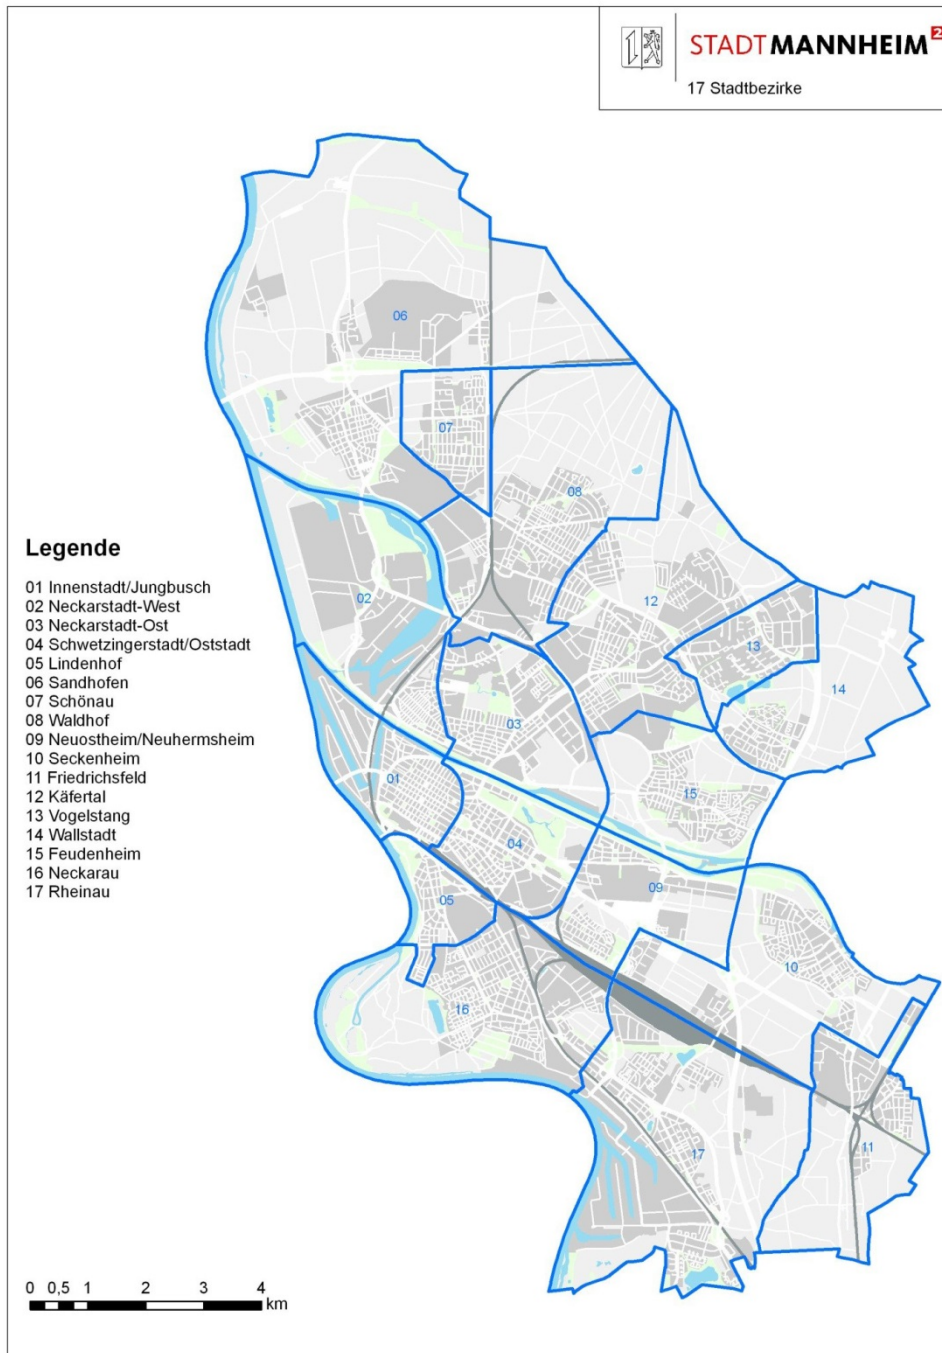 STADT MANNHEIM 2
17 Stadtbezirke
06
07
08
02
12
13
14
03
01
15
04
09
05
10
16
17
11
Legende
01 Innenstadt/Jungbusch
02 Neckarstadt-West
03 Neckarstadt-Ost
04 Schwetzingerstadt/Oststadt
05 Lindenhof
06 Sandhofen
07 Schönau
08 Waldhof
09 Neuostheim/Neuhermsheim
10 Seckenheim
11 Friedrichsfeld
12 Käfertal
13 Vogelstang
14 Wallstadt
15 Feudenheim
16 Neckarau
17 Rheinau
0 0,5 1 2 3 4
km